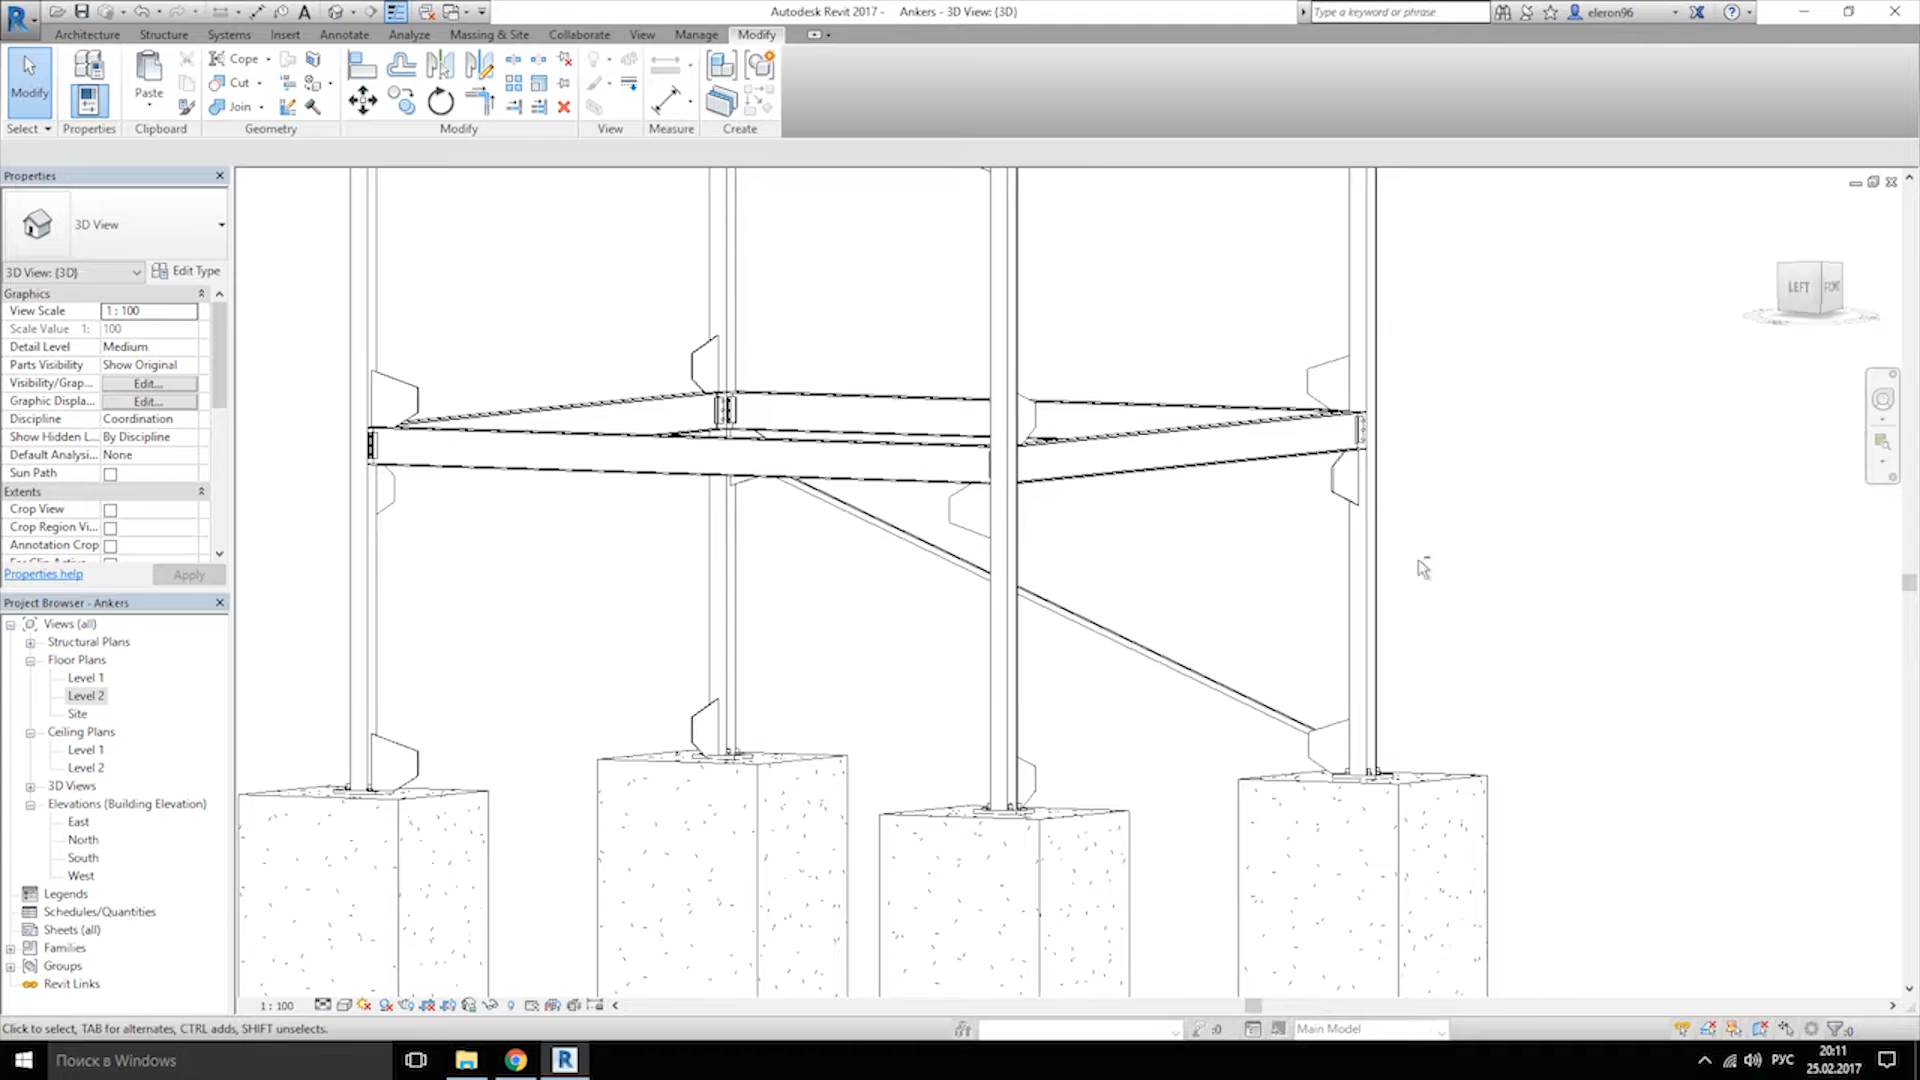 Autodesk Revit 2017 - Ankers - 3D View: {3D}
Type a keyword or phrase
eleron96
Architecture Structure Systems Insert Annotate Analyze Massing & Site Collaborate View Manage Modify
Modify
Paste
Cope
Cut
Join
Select Properties Clipboard Geometry Modify View Measure Create
Properties
3D View
3D View: {3D}
Edit Type
Graphics
View Scale 1 : 100
Scale Value 1: 100
Detail Level Medium
Parts Visibility Show Original
Visibility/Grap... Edit...
Graphic Displa... Edit...
Discipline Coordination
Show Hidden L... By Discipline
Default Analysi... None
Sun Path
Extents
Crop View
Crop Region Vi...
Annotation Crop
Properties help Apply
Project Browser - Ankers
Views (all)
Structural Plans
Floor Plans
Level 1
Level 2
Site
Ceiling Plans
Level 1
Level 2
3D Views
Elevations (Building Elevation)
East
North
South
West
Legends
Schedules/Quantities
Sheets (all)
Families
Groups
Revit Links
LEFT
1 : 100
Click to select, TAB for alternates, CTRL adds, SHIFT unselects.
:0
Main Model
:0
Поиск в Windows
РУС
20:11
25.02.2017